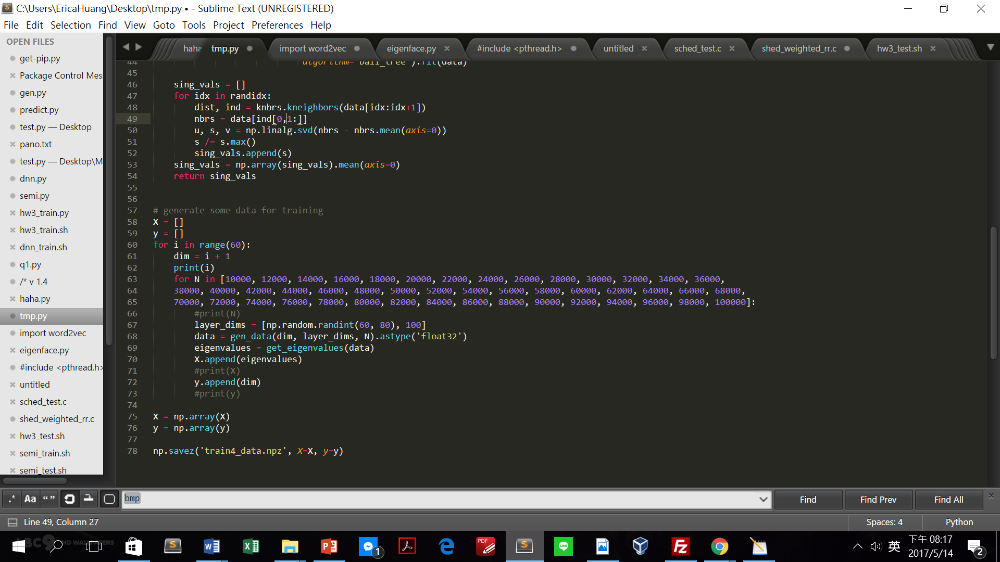 C:\Users\EricaHuang\Desktop\tmp.py • - Sublime Text (UNREGISTERED)
File Edit Selection Find View Goto Tools Project Preferences Help
OPEN FILES
get-pip.py
Package Control Mes
gen.py
predict.py
test.py — Desktop
pano.txt
test.py — Desktop\M
dnn.py
semi.py
hw3_train.py
hw3_train.sh
dnn_train.sh
q1.py
/* v 1.4
haha.py
tmp.py
import word2vec
eigenface.py
#include <pthread.h>
untitled
sched_test.c
shed_weighted_rr.c
hw3_test.sh
semi_train.sh
semi_test.sh
haha tmp.py import word2vec eigenface.py #include <pthread.h> untitled sched_test.c shed_weighted_rr.c hw3_test.sh
44 algorithm='ball_tree').fit(data)
45
46 sing_vals = []
47 for idx in randidx:
48 dist, ind = knbrs.kneighbors(data[idx:idx+1])
49 nbrs = data[ind[0,1:]]
50 u, s, v = np.linalg.svd(nbrs - nbrs.mean(axis=0))
51 s /= s.max()
52 sing_vals.append(s)
53 sing_vals = np.array(sing_vals).mean(axis=0)
54 return sing_vals
55
56
57 # generate some data for training
58 X = []
59 y = []
60 for i in range(60):
61 dim = i + 1
62 print(i)
63 for N in [10000, 12000, 14000, 16000, 18000, 20000, 22000, 24000, 26000, 28000, 30000, 32000, 34000, 36000,
64 38000, 40000, 42000, 44000, 46000, 48000, 50000, 52000, 54000, 56000, 58000, 60000, 62000, 64000, 66000, 68000,
65 70000, 72000, 74000, 76000, 78000, 80000, 82000, 84000, 86000, 88000, 90000, 92000, 94000, 96000, 98000, 100000]:
66 #print(N)
67 layer_dims = [np.random.randint(60, 80), 100]
68 data = gen_data(dim, layer_dims, N).astype('float32')
69 eigenvalues = get_eigenvalues(data)
70 X.append(eigenvalues)
71 #print(X)
72 y.append(dim)
73 #print(y)
74
75 X = np.array(X)
76 y = np.array(y)
77
78 np.savez('train4_data.npz', X=X, y=y)
.* Aa “ ” bmp Find Find Prev Find All
Line 49, Column 27 Spaces: 4 Python
1 PDF LINE Fz 英 下午 08:17
2017/5/14 2